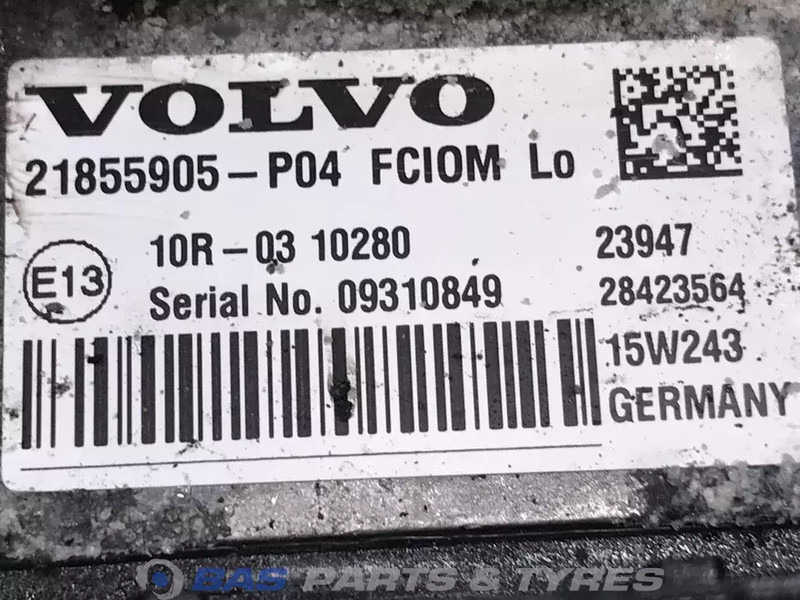 VOLVO
21855905-P04 FCIOM Lo
E13
10R-03 10280 23947
Serial No. 09310849 28423564
15W243
GERMANY
BAS PARTS & TYRES